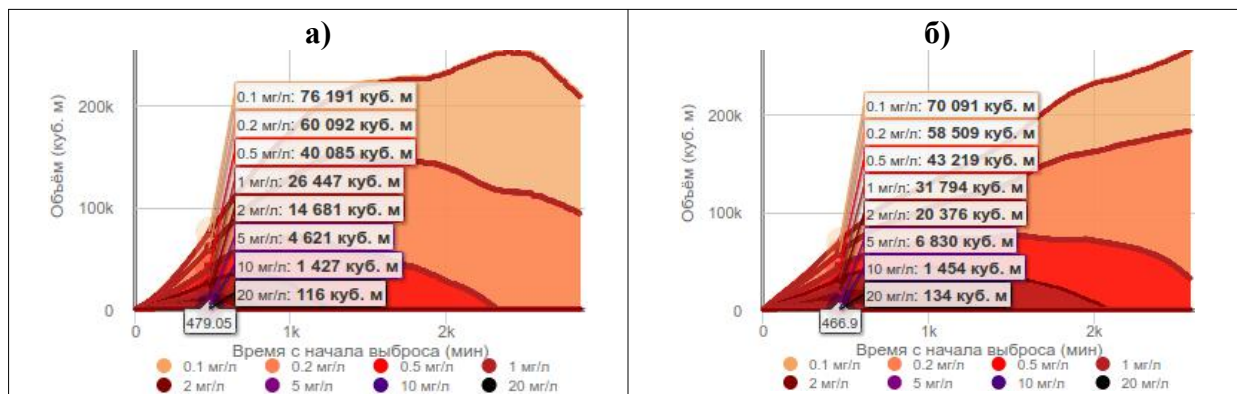 а)
Объём (куб. м)
200k
100k
0
0.1 мг/л: 76 191 куб. м
0.2 мг/л: 60 092 куб. м
0.5 мг/л: 40 085 куб. м
1 мг/л: 26 447 куб. м
2 мг/л: 14 681 куб. м
5 мг/л: 4 621 куб. м
10 мг/л: 1 427 куб. м
20 мг/л: 116 куб. м
479.05
0
1k
2k
Время с начала выброса (мин)
0.1 мг/л
0.2 мг/л
0.5 мг/л
1 мг/л
2 мг/л
5 мг/л
10 мг/л
20 мг/л
б)
Объём (куб. м)
200k
100k
0
0.1 мг/л: 70 091 куб. м
0.2 мг/л: 58 509 куб. м
0.5 мг/л: 43 219 куб. м
1 мг/л: 31 794 куб. м
2 мг/л: 20 376 куб. м
5 мг/л: 6 830 куб. м
10 мг/л: 1 454 куб. м
20 мг/л: 134 куб. м
466.9
0
1k
2k
Время с начала выброса (мин)
0.1 мг/л
0.2 мг/л
0.5 мг/л
1 мг/л
2 мг/л
5 мг/л
10 мг/л
20 мг/л